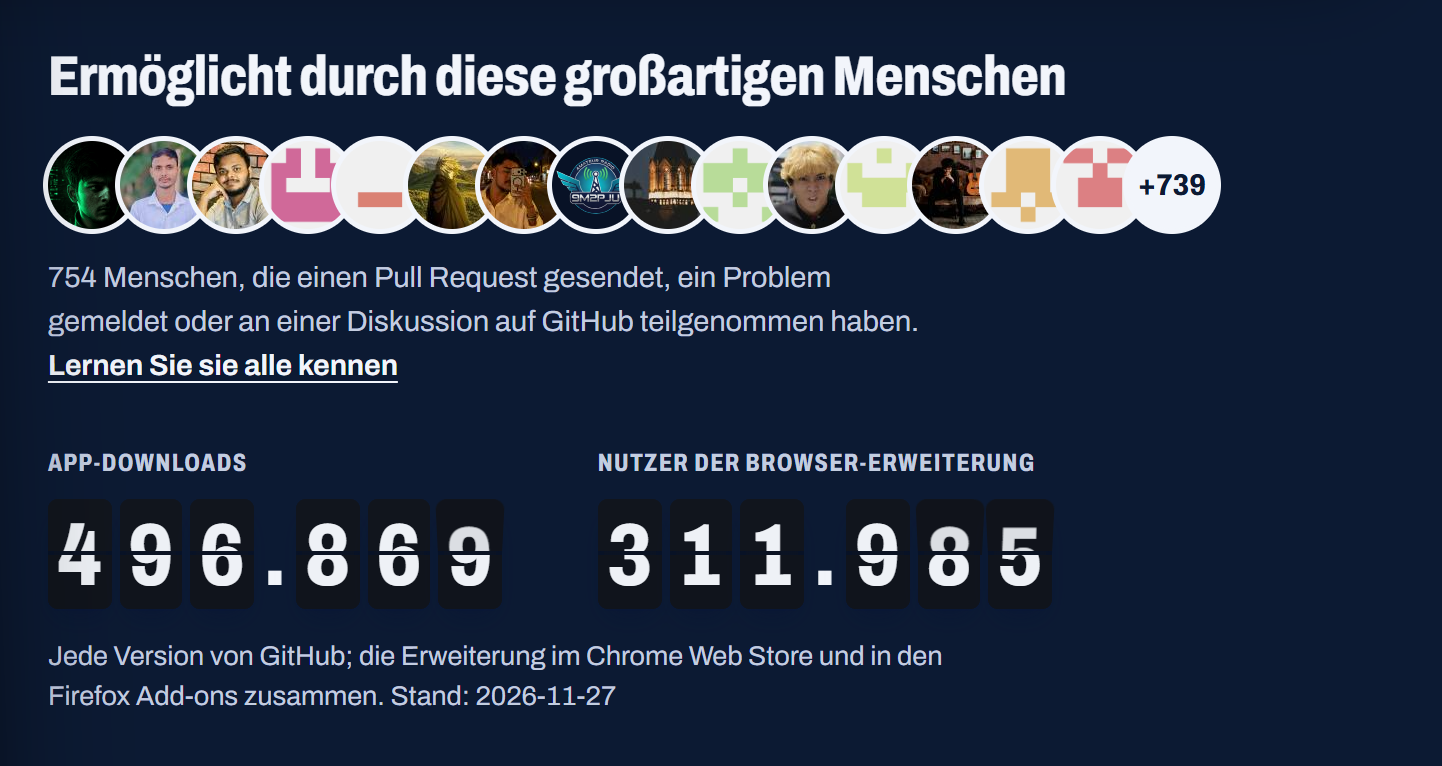 Ermöglicht durch diese großartigen Menschen
AMATEUR RADIO
9M2PJU
+739
754 Menschen, die einen Pull Request gesendet, ein Problem
gemeldet oder an einer Diskussion auf GitHub teilgenommen haben.
Lernen Sie sie alle kennen
APP-DOWNLOADS
496.869
NUTZER DER BROWSER-ERWEITERUNG
311.985
Jede Version von GitHub; die Erweiterung im Chrome Web Store und in den
Firefox Add-ons zusammen. Stand: 2026-11-27